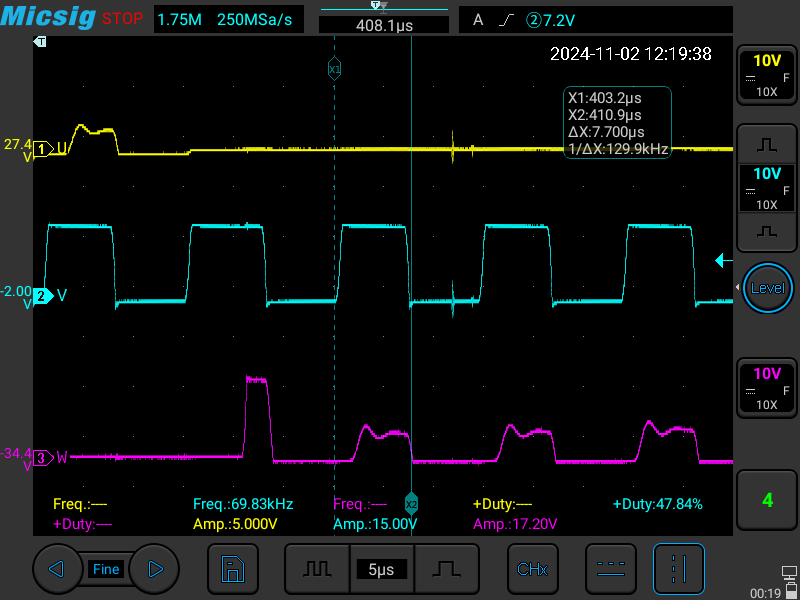 Micsig STOP 1.75M 250MSa/s T 408.1μs A ②7.2V
T
2024-11-02 12:19:38
X1
X1:403.2μs
X2:410.9μs
ΔX:7.700μs
1/ΔX:129.9kHz
10V
F
10X
27.4 V 1 U
10V
F
10X
-2.00 V 2 V
Level
10V
F
10X
-34.4 V 3 W
Freq.:---- Freq.:69.83kHz Freq.:---- X2 +Duty:---- +Duty:47.84%
+Duty:---- Amp.:5.000V Amp.:15.00V Amp.:17.20V
4
Fine 5μs CHx
00:19